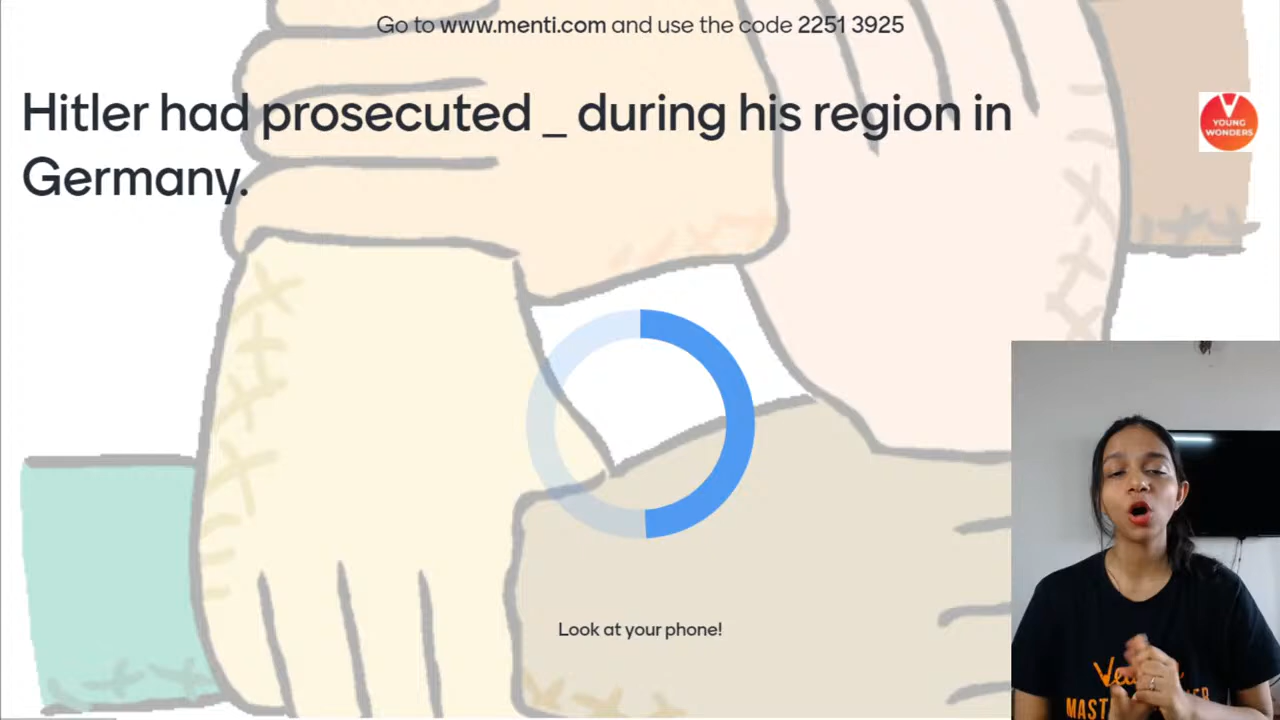 Go to www.menti.com and use the code 2251 3925
Hitler had prosecuted _ during his region in
Germany.
V
YOUNG
WONDERS
Look at your phone!